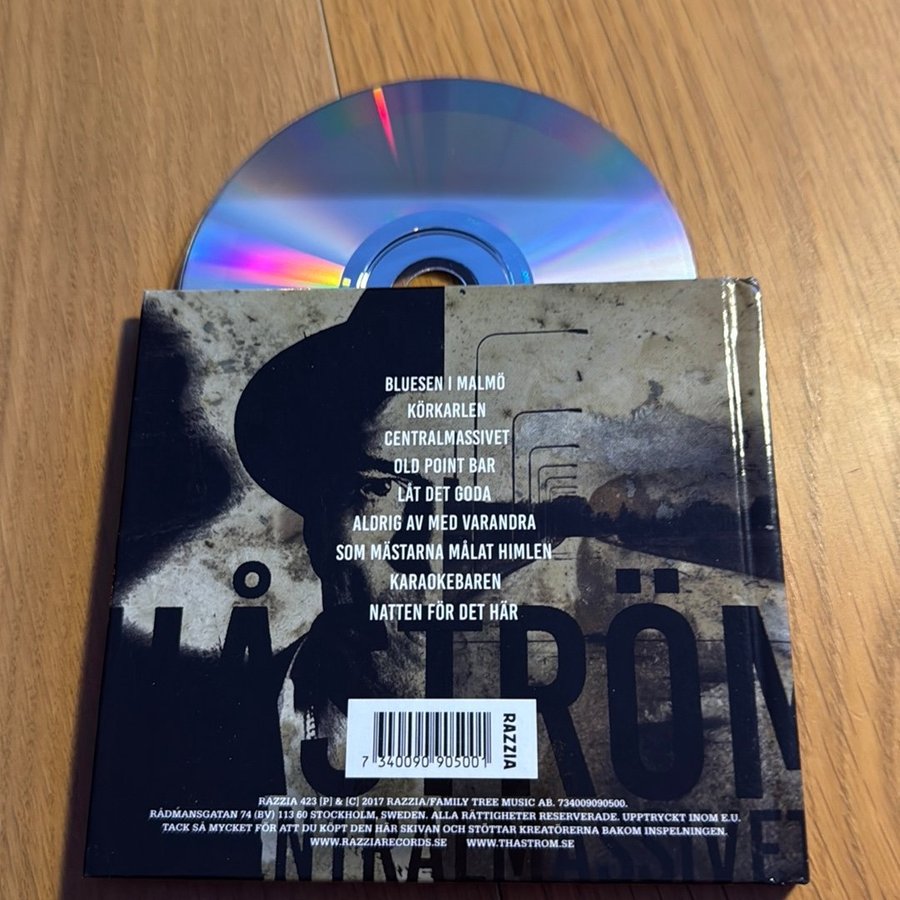 BLUESEN I MALMÖ
KÖRKARLEN
CENTRALMASSIVET
OLD POINT BAR
LÅT DET GODA
ALDRIG AV MED VARANDRA
SOM MÄSTARNA MÅLAT HIMLEN
KARAOKEBAREN
NATTEN FÖR DET HÄR
HÅSTRÖM
RAZZIA
7 340090 905001
RAZZIA 423 [P] & [C] 2017 RAZZIA/FAMILY TREE MUSIC AB. 734009090500.
RÅDMANSGATAN 74 (BV) 113 60 STOCKHOLM, SWEDEN. ALLA RÄTTIGHETER RESERVERADE. UPPTRYCKT INOM E.U.
TACK SÅ MYCKET FÖR ATT DU KÖPT DEN HÄR SKIVAN OCH STÖTTAR KREATÖRERNA BAKOM INSPELNINGEN.
WWW.RAZZIARECORDS.SE WWW.THASTROM.SE
NTRALMASSIVET